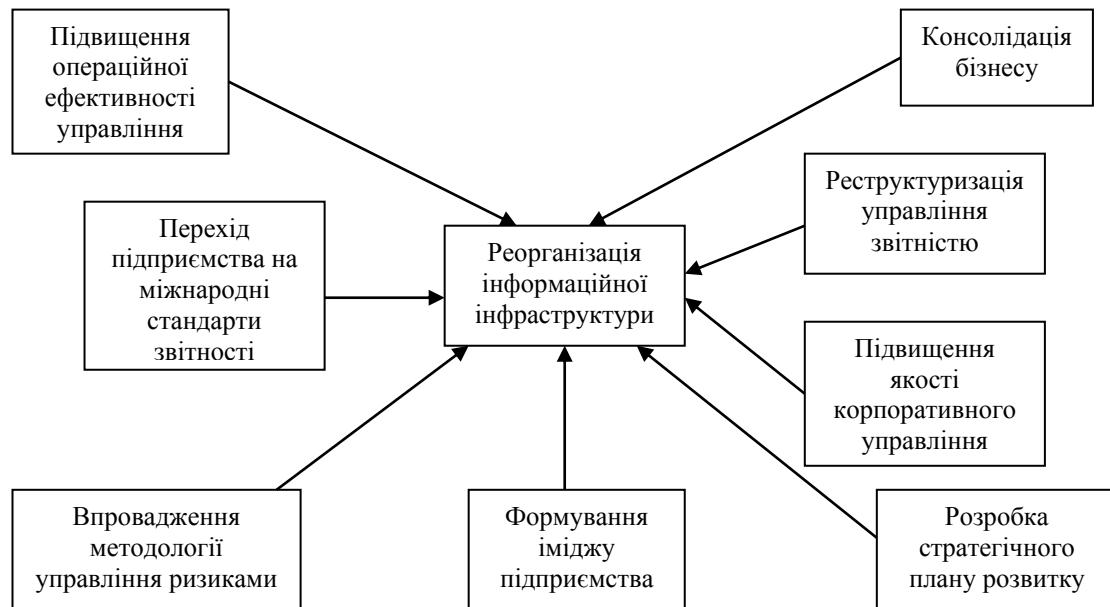 Підвищення
операційної
ефективності
управління
Консолідація
бізнесу
Перехід
підприємства на
міжнародні
стандарти
звітності
Реорганізація
інформаційної
інфраструктури
Реструктуризація
управління
звітністю
Підвищення
якості
корпоративного
управління
Впровадження
методології
управління ризиками
Формування
іміджу
підприємства
Розробка
стратегічного
плану розвитку